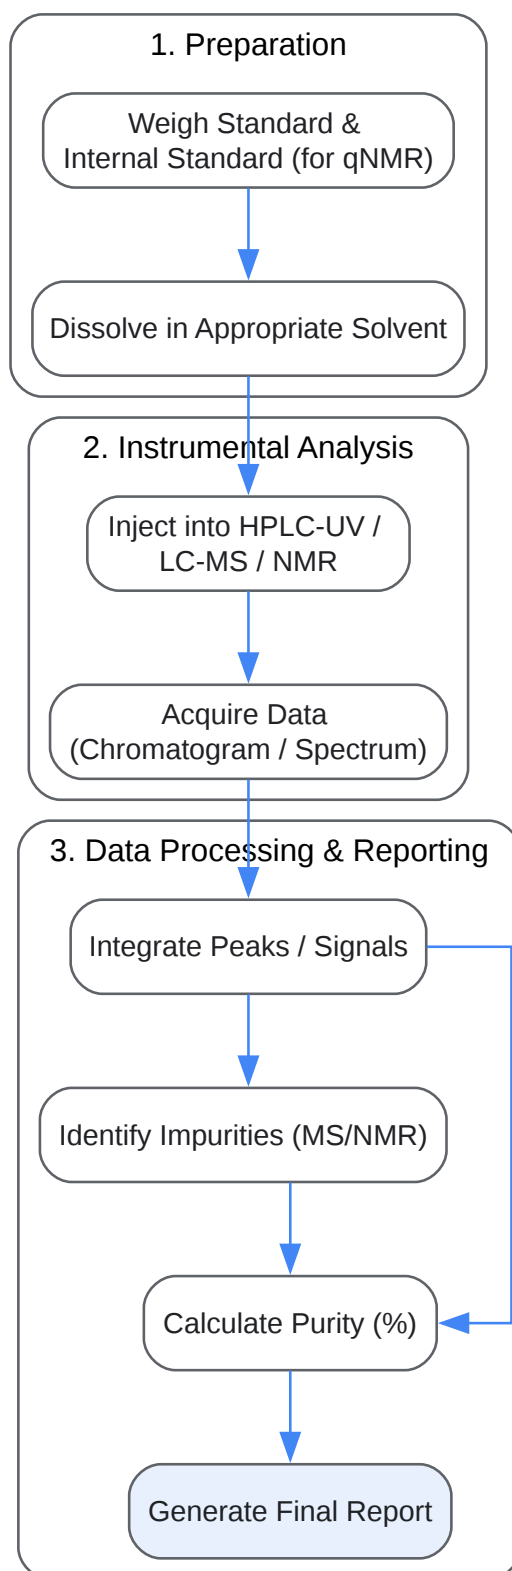 1. Preparation
Weigh Standard &
Internal Standard (for qNMR)
Dissolve in Appropriate Solvent
2. Instrumental Analysis
Inject into HPLC-UV /
LC-MS / NMR
Acquire Data
(Chromatogram / Spectrum)
3. Data Processing & Reporting
Integrate Peaks / Signals
Identify Impurities (MS/NMR)
Calculate Purity (%)
Generate Final Report